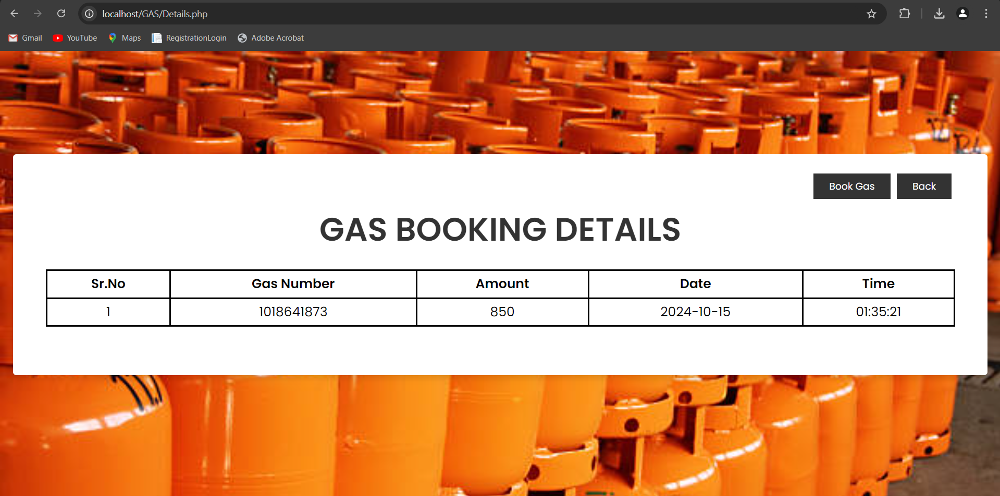 localhost/GAS/Details.php
Gmail YouTube Maps RegistrationLogin Adobe Acrobat
Book Gas Back
GAS BOOKING DETAILS
Sr.No Gas Number Amount Date Time
1 1018641873 850 2024-10-15 01:35:21